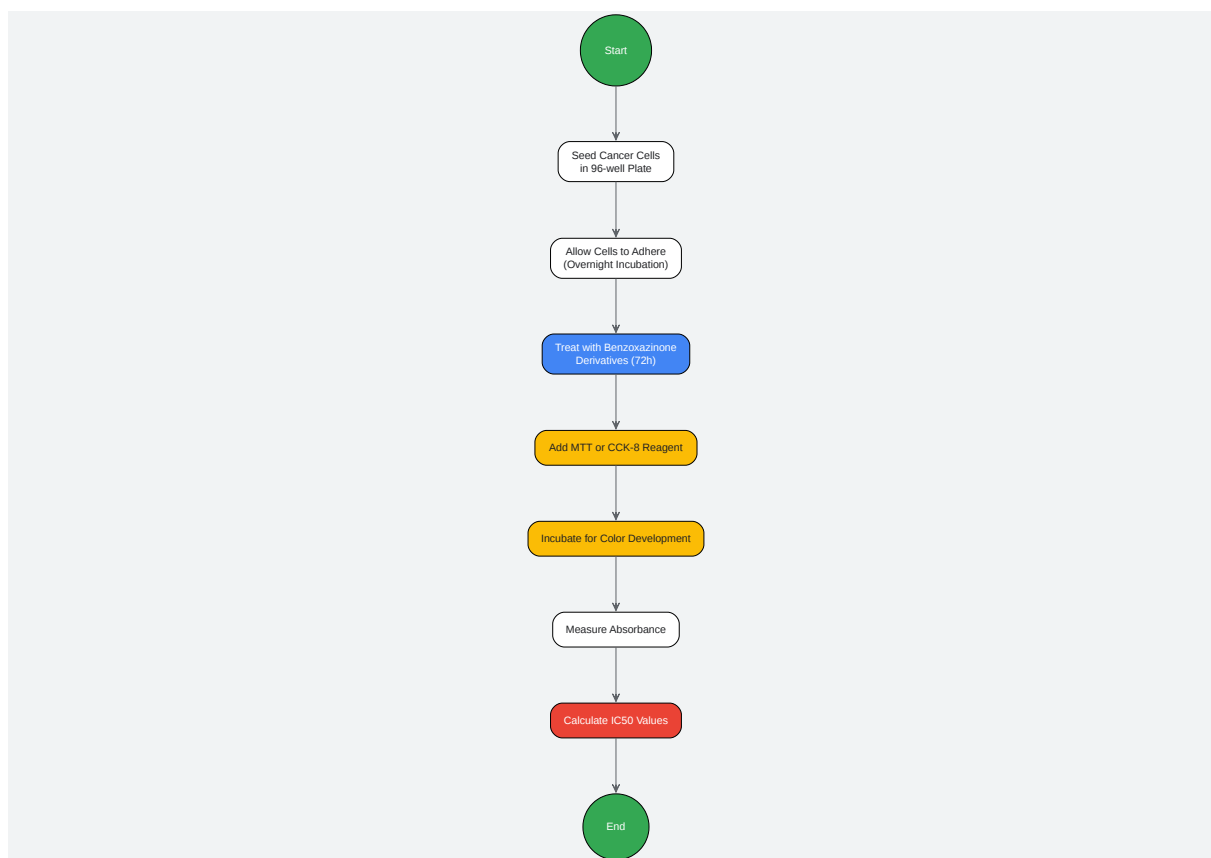 Start
Seed Cancer Cells
in 96-well Plate
Allow Cells to Adhere
(Overnight Incubation)
Treat with Benzoxazinone
Derivatives (72h)
Add MTT or CCK-8 Reagent
Incubate for Color Development
Measure Absorbance
Calculate IC50 Values
End